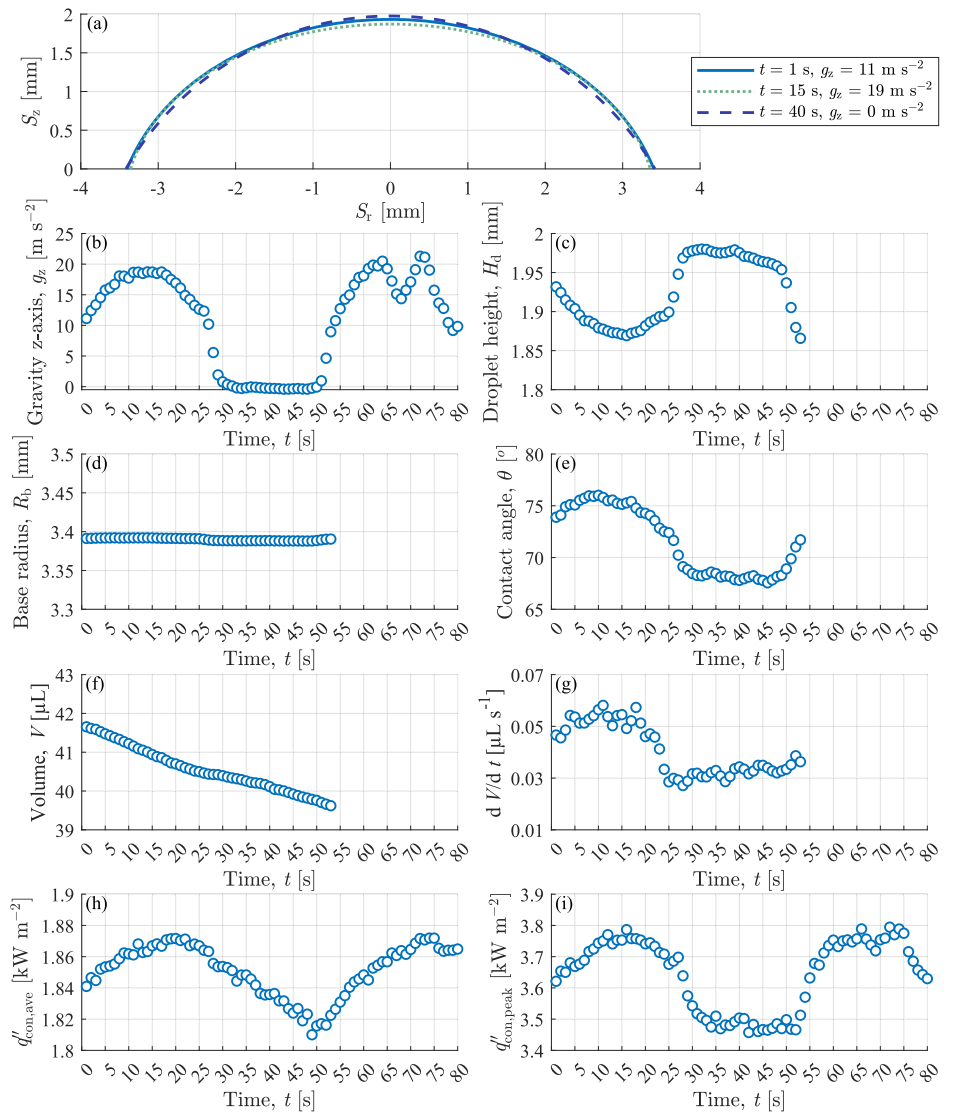 (a)
2
1.5
1
0.5
0
S_z [mm]
-4 -3 -2 -1 0 1 2 3 4
S_r [mm]
t = 1 s, g_z = 11 m s⁻²
t = 15 s, g_z = 19 m s⁻²
t = 40 s, g_z = 0 m s⁻²
(b)
25
20
15
10
5
0
Gravity z-axis, g_z [m s⁻²]
0 5 10 15 20 25 30 35 40 45 50 55 60 65 70 75 80
Time, t [s]
(c)
2
1.95
1.9
1.85
1.8
Droplet height, H_d [mm]
0 5 10 15 20 25 30 35 40 45 50 55 60 65 70 75 80
Time, t [s]
(d)
3.5
3.45
3.4
3.35
3.3
Base radius, R_b [mm]
0 5 10 15 20 25 30 35 40 45 50 55 60 65 70 75 80
Time, t [s]
(e)
80
75
70
65
Contact angle, θ [°]
0 5 10 15 20 25 30 35 40 45 50 55 60 65 70 75 80
Time, t [s]
(f)
43
42
41
40
39
Volume, V [μL]
0 5 10 15 20 25 30 35 40 45 50 55 60 65 70 75 80
Time, t [s]
(g)
0.07
0.05
0.03
0.01
d V/d t [μL s⁻¹]
0 5 10 15 20 25 30 35 40 45 50 55 60 65 70 75 80
Time, t [s]
(h)
1.9
1.88
1.86
1.84
1.82
1.8
q″_con,ave [kW m⁻²]
0 5 10 15 20 25 30 35 40 45 50 55 60 65 70 75 80
Time, t [s]
(i)
3.9
3.8
3.7
3.6
3.5
3.4
q″_con,peak [kW m⁻²]
0 5 10 15 20 25 30 35 40 45 50 55 60 65 70 75 80
Time, t [s]